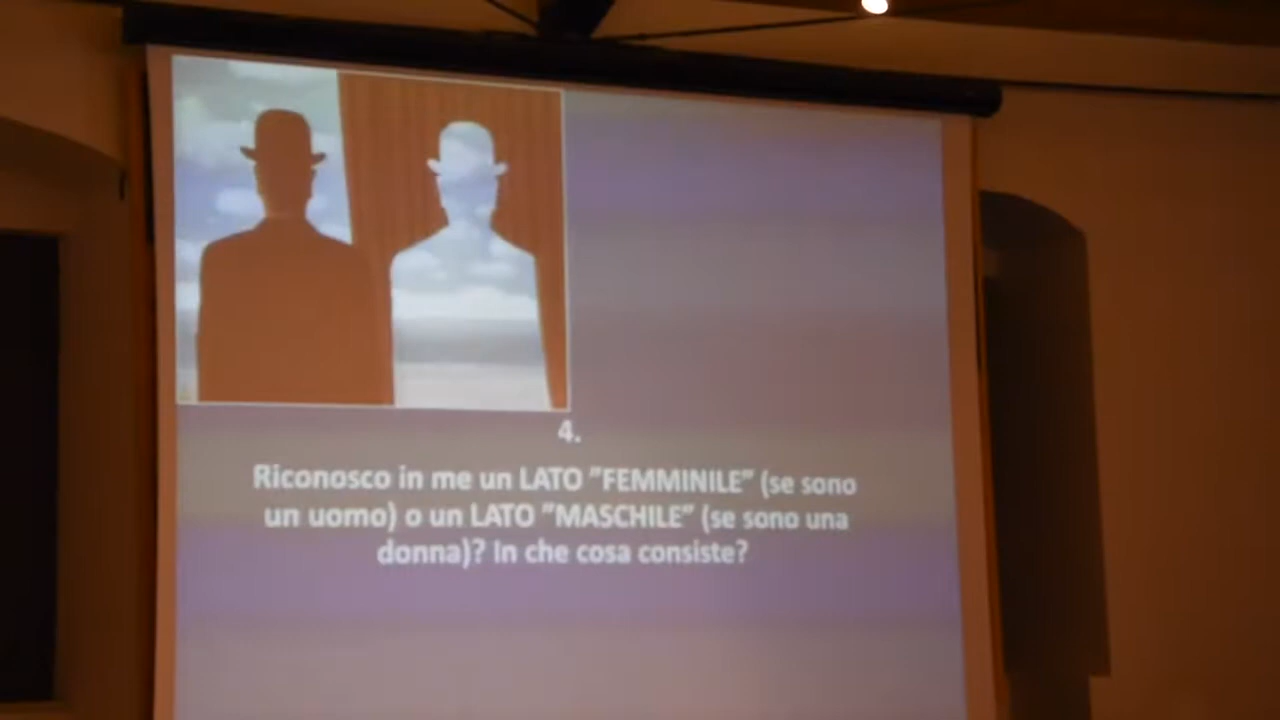 4.
Riconosco in me un LATO "FEMMINILE" (se sono
un uomo) o un LATO "MASCHILE" (se sono una
donna)? In che cosa consiste?